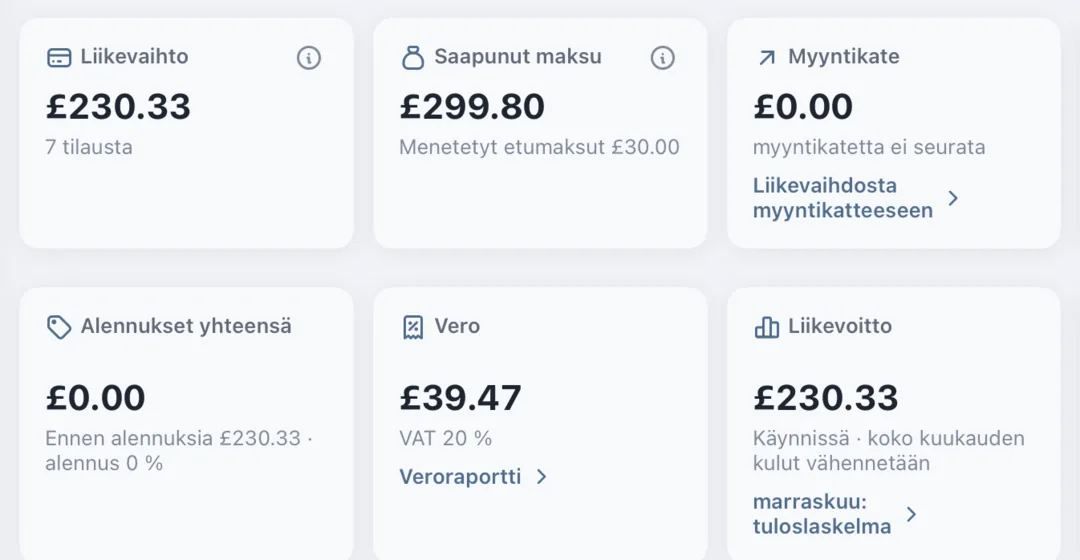 Liikevaihto
£230.33
7 tilausta
Saapunut maksu
£299.80
Menetetyt etumaksut £30.00
Myyntikate
£0.00
myyntikatetta ei seurata
Liikevaihdosta
myyntikatteeseen
Alennukset yhteensä
£0.00
Ennen alennuksia £230.33 ·
alennus 0 %
Vero
£39.47
VAT 20 %
Veroraportti
Liikevoitto
£230.33
Käynnissä · koko kuukauden
kulut vähennetään
marraskuu:
tuloslaskelma